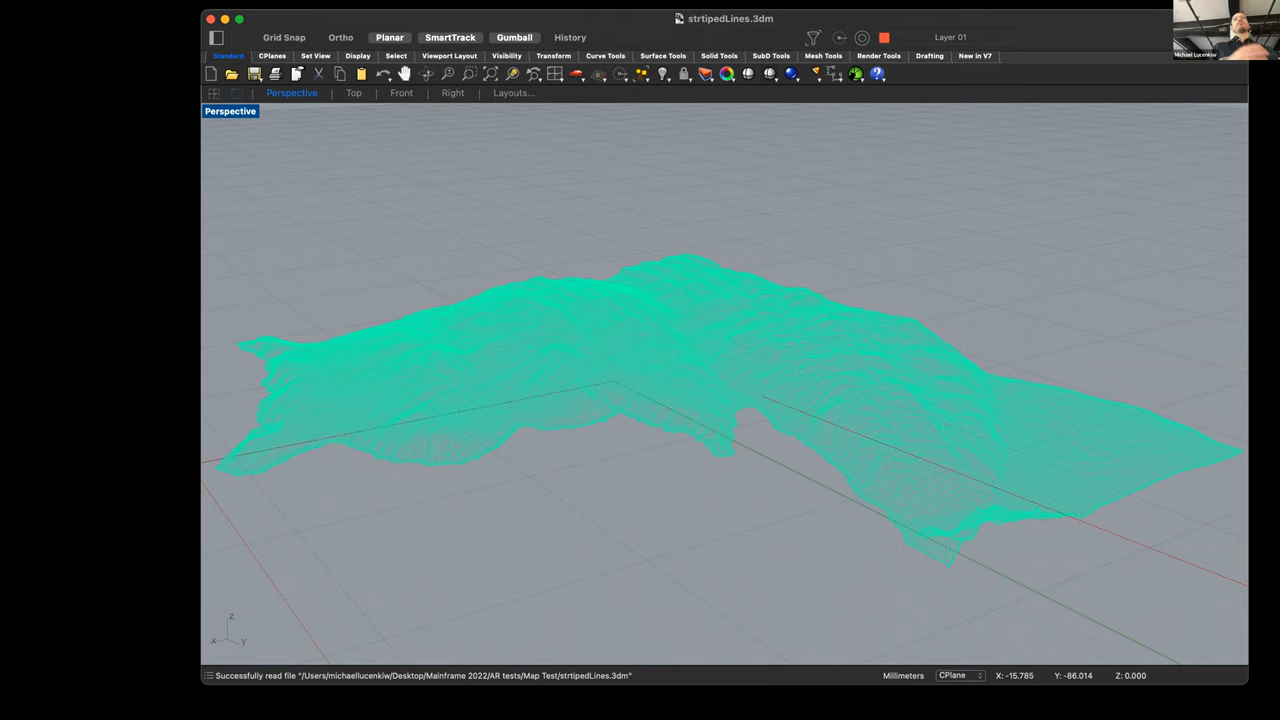 strtipedLines.3dm
Grid Snap Ortho Planar SmartTrack Gumball History Layer 01
Standard CPlanes Set View Display Select Viewport Layout Visibility Transform Curve Tools Surface Tools Solid Tools SubD Tools Mesh Tools Render Tools Drafting New in V7
Perspective Top Front Right Layouts...
Perspective
z
x y
Successfully read file "/Users/michaellucenkiw/Desktop/Mainframe 2022/AR tests/Map Test/strtipedLines.3dm" Millimeters CPlane X: -15.785 Y: -86.014 Z: 0.000
Michael Lucenkiw